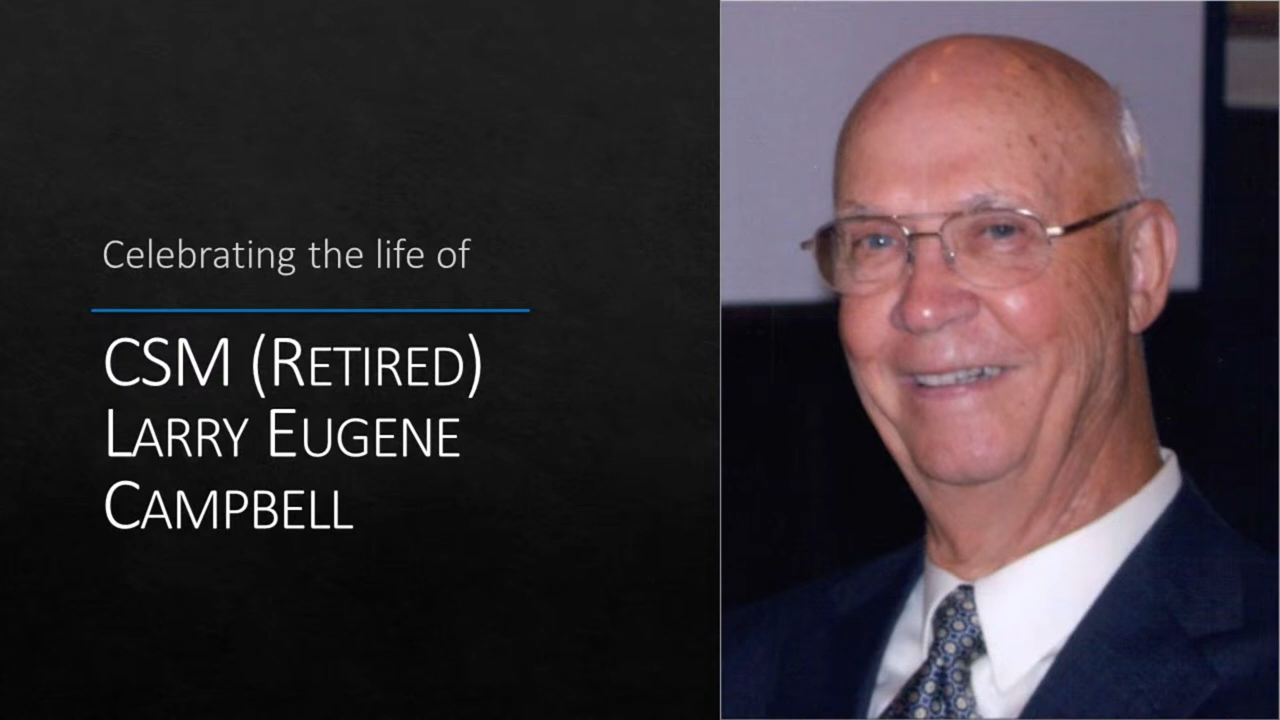 Celebrating the life of
CSM (RETIRED)
LARRY EUGENE
CAMPBELL